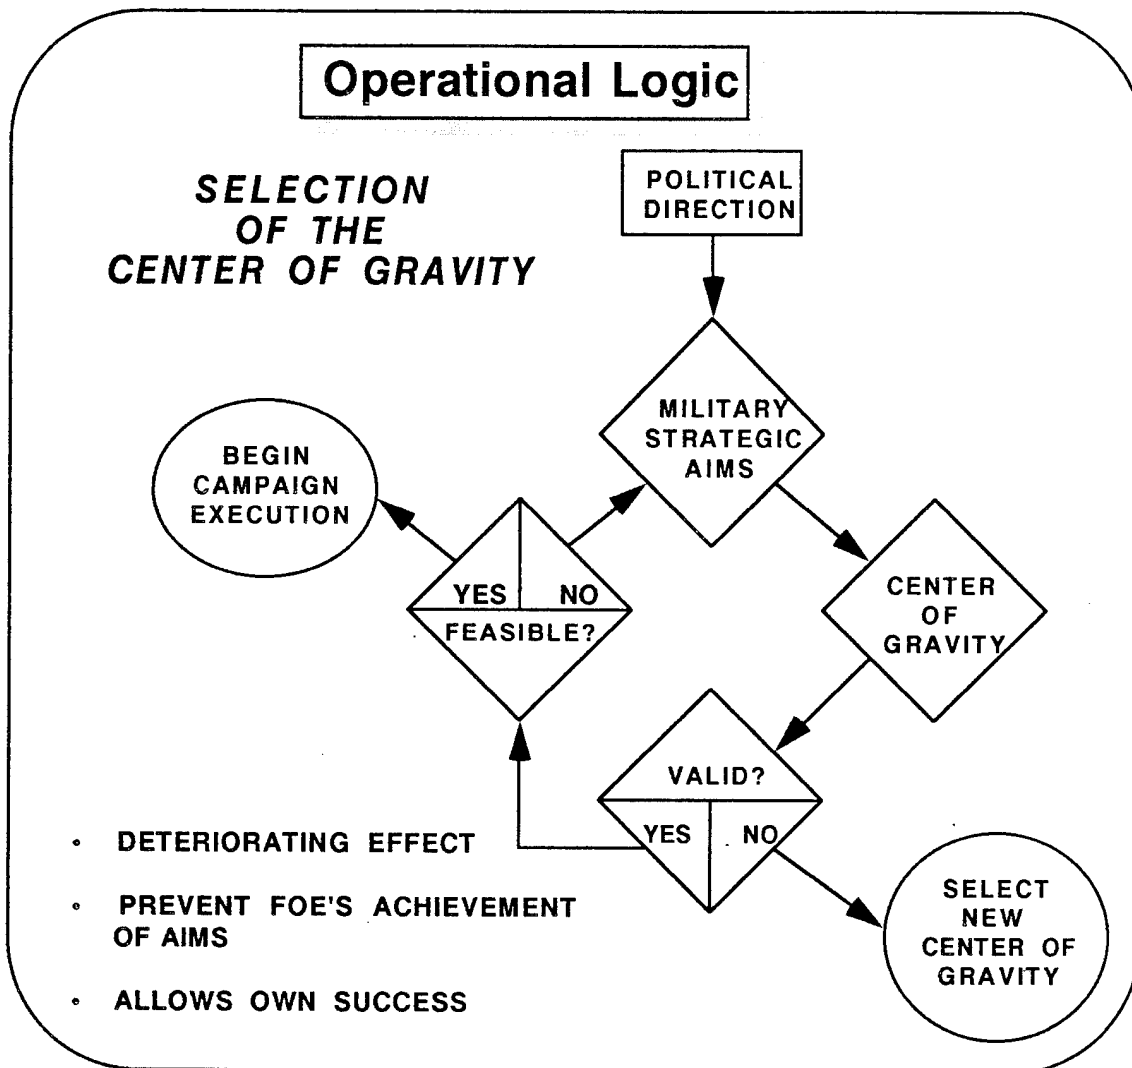 Operational Logic
SELECTION
OF THE
CENTER OF GRAVITY
POLITICAL
DIRECTION
MILITARY
STRATEGIC
AIMS
BEGIN
CAMPAIGN
EXECUTION
YES NO
FEASIBLE?
CENTER
OF
GRAVITY
VALID?
YES NO
SELECT
NEW
CENTER OF
GRAVITY
• DETERIORATING EFFECT
• PREVENT FOE'S ACHIEVEMENT
OF AIMS
• ALLOWS OWN SUCCESS